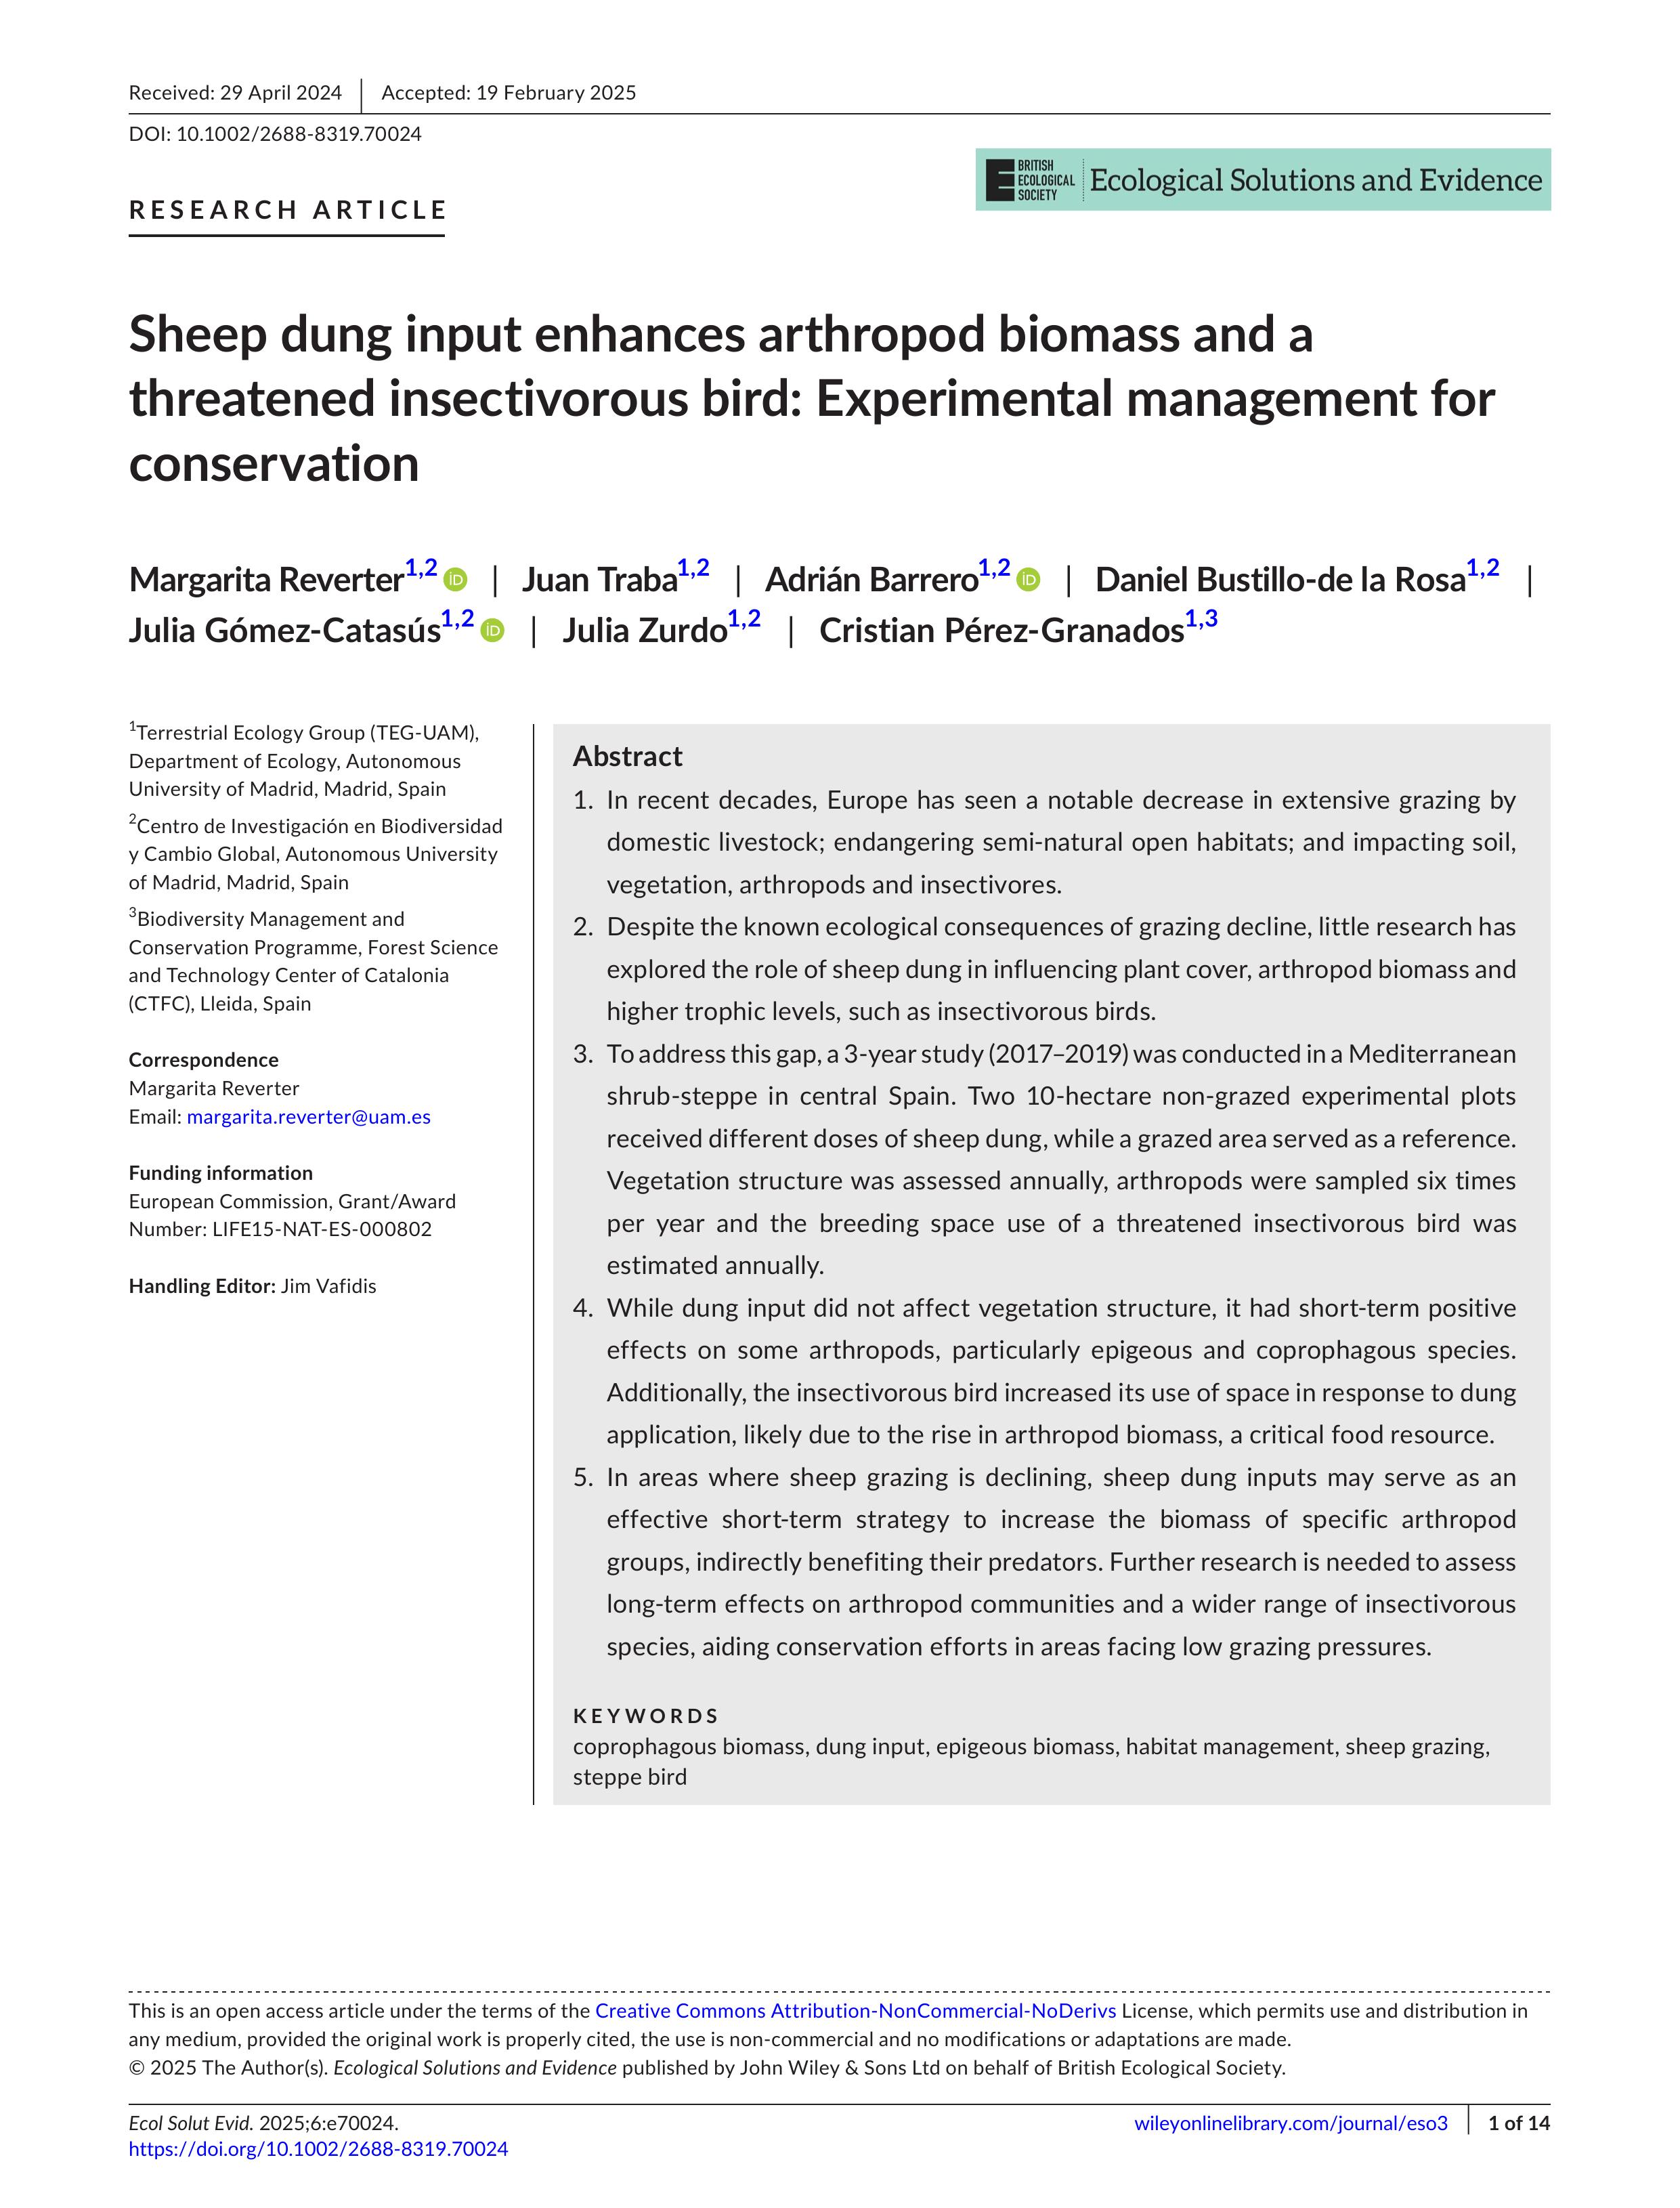 Received: 29 April 2024 | Accepted: 19 February 2025
DOI: 10.1002/2688-8319.70024
BRITISH
ECOLOGICAL
SOCIETY
Ecological Solutions and Evidence
RESEARCH ARTICLE
Sheep dung input enhances arthropod biomass and a
threatened insectivorous bird: Experimental management for
conservation
Margarita Reverter1,2 iD | Juan Traba1,2 | Adrián Barrero1,2 iD | Daniel Bustillo-de la Rosa1,2 |
Julia Gómez-Catasús1,2 iD | Julia Zurdo1,2 | Cristian Pérez-Granados1,3
1Terrestrial Ecology Group (TEG-UAM),
Department of Ecology, Autonomous
University of Madrid, Madrid, Spain
2Centro de Investigación en Biodiversidad
y Cambio Global, Autonomous University
of Madrid, Madrid, Spain
3Biodiversity Management and
Conservation Programme, Forest Science
and Technology Center of Catalonia
(CTFC), Lleida, Spain
Correspondence
Margarita Reverter
Email: margarita.reverter@uam.es
Funding information
European Commission, Grant/Award
Number: LIFE15-NAT-ES-000802
Handling Editor: Jim Vafidis
Abstract
1. In recent decades, Europe has seen a notable decrease in extensive grazing by
domestic livestock; endangering semi-natural open habitats; and impacting soil,
vegetation, arthropods and insectivores.
2. Despite the known ecological consequences of grazing decline, little research has
explored the role of sheep dung in influencing plant cover, arthropod biomass and
higher trophic levels, such as insectivorous birds.
3. To address this gap, a 3-year study (2017–2019) was conducted in a Mediterranean
shrub-steppe in central Spain. Two 10-hectare non-grazed experimental plots
received different doses of sheep dung, while a grazed area served as a reference.
Vegetation structure was assessed annually, arthropods were sampled six times
per year and the breeding space use of a threatened insectivorous bird was
estimated annually.
4. While dung input did not affect vegetation structure, it had short-term positive
effects on some arthropods, particularly epigeous and coprophagous species.
Additionally, the insectivorous bird increased its use of space in response to dung
application, likely due to the rise in arthropod biomass, a critical food resource.
5. In areas where sheep grazing is declining, sheep dung inputs may serve as an
effective short-term strategy to increase the biomass of specific arthropod
groups, indirectly benefiting their predators. Further research is needed to assess
long-term effects on arthropod communities and a wider range of insectivorous
species, aiding conservation efforts in areas facing low grazing pressures.
KEYWORDS
coprophagous biomass, dung input, epigeous biomass, habitat management, sheep grazing,
steppe bird
This is an open access article under the terms of the Creative Commons Attribution-NonCommercial-NoDerivs License, which permits use and distribution in
any medium, provided the original work is properly cited, the use is non-commercial and no modifications or adaptations are made.
© 2025 The Author(s). Ecological Solutions and Evidence published by John Wiley & Sons Ltd on behalf of British Ecological Society.
Ecol Solut Evid. 2025;6:e70024.
https://doi.org/10.1002/2688-8319.70024
wileyonlinelibrary.com/journal/eso3 | 1 of 14